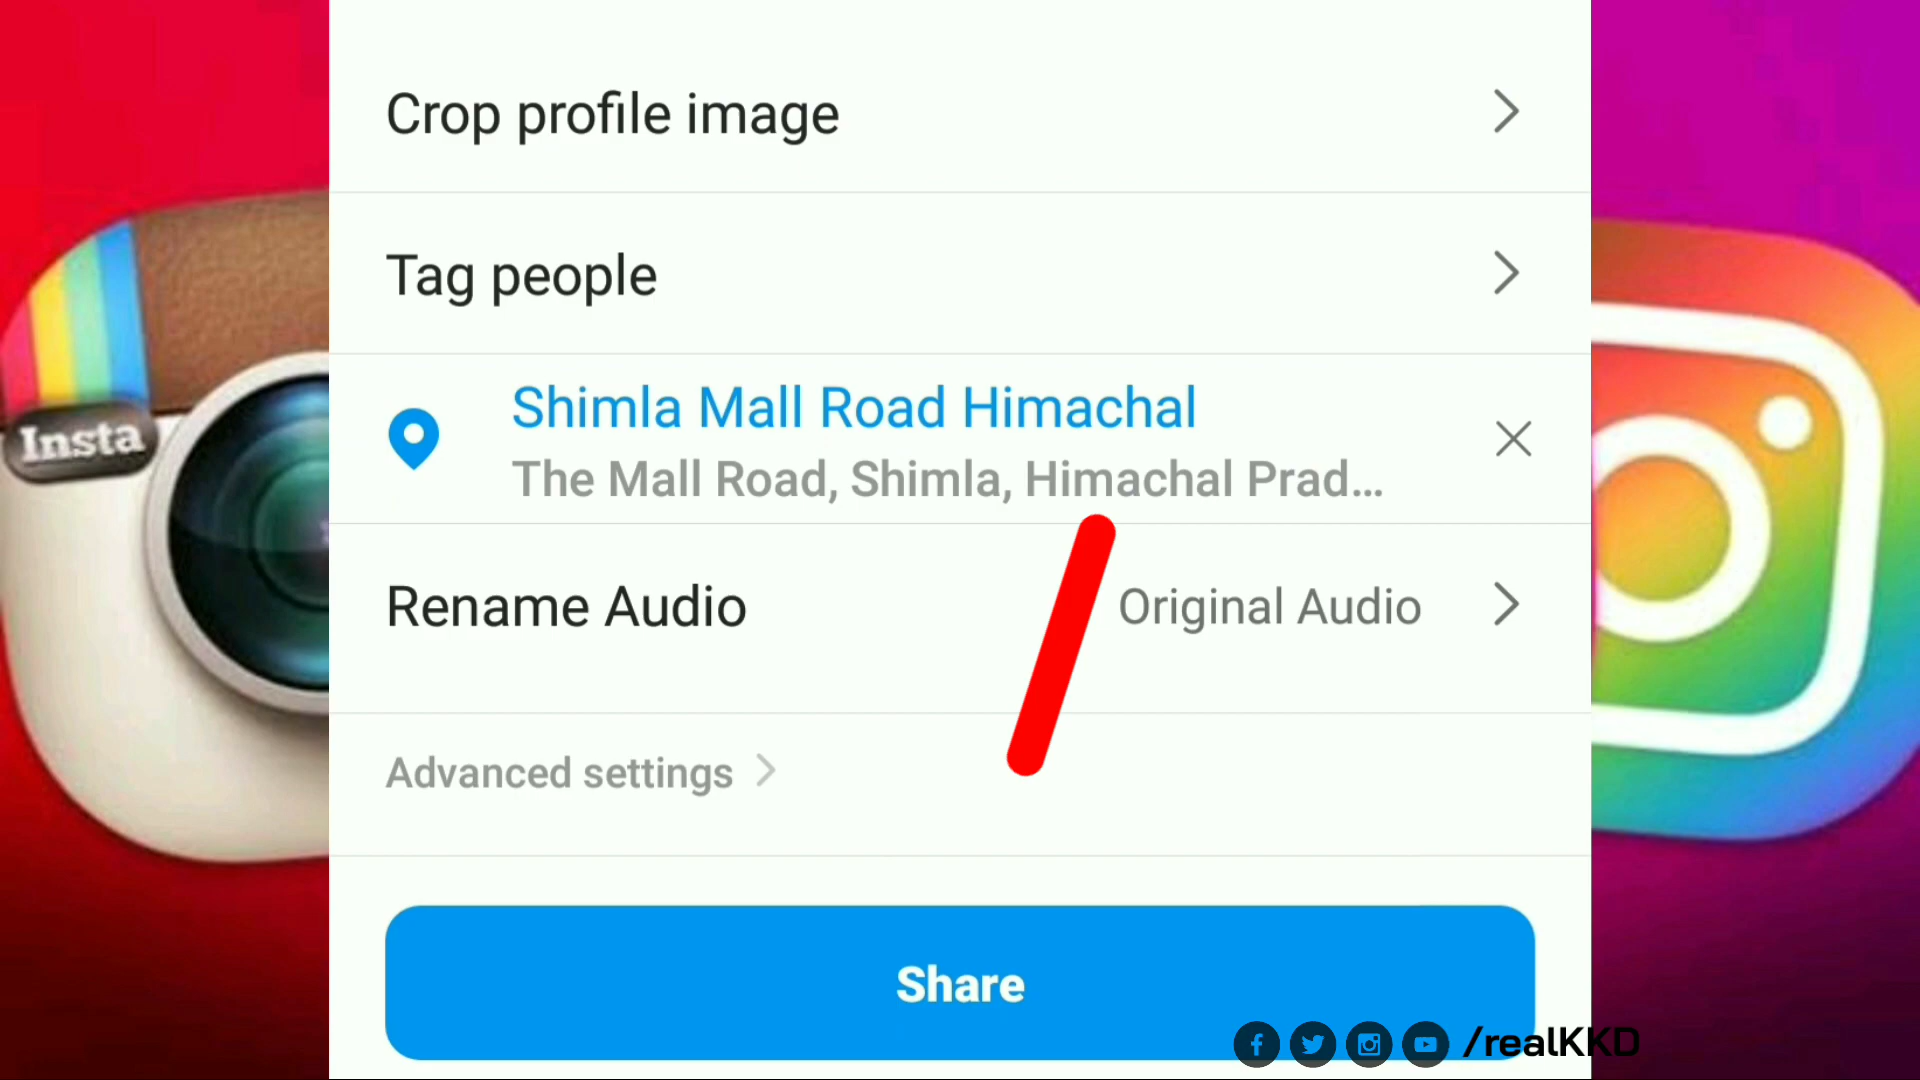 Crop profile image
Tag people
Insta
Shimla Mall Road Himachal
The Mall Road, Shimla, Himachal Prad...
Rename Audio
Original Audio
Advanced settings
Share
/realKKD